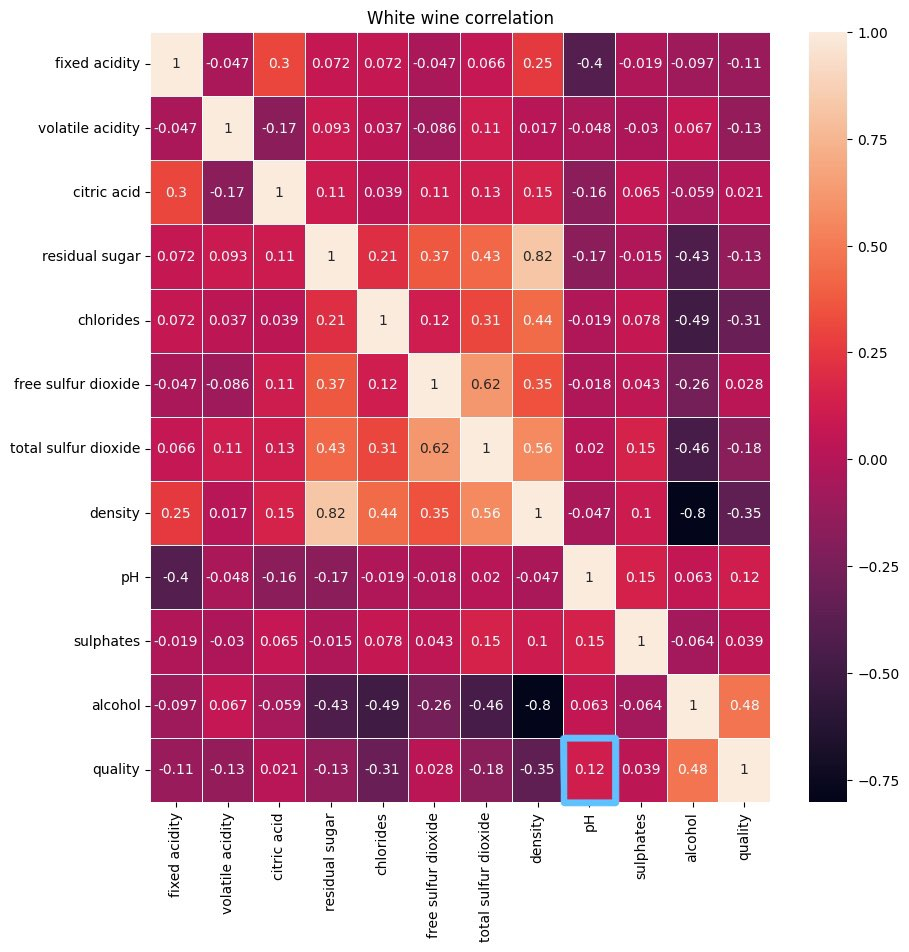 White wine correlation
fixed acidity 1 -0.047 0.3 0.072 0.072 -0.047 0.066 0.25 -0.4 -0.019 -0.097 -0.11
volatile acidity -0.047 1 -0.17 0.093 0.037 -0.086 0.11 0.017 -0.048 -0.03 0.067 -0.13
citric acid 0.3 -0.17 1 0.11 0.039 0.11 0.13 0.15 -0.16 0.065 -0.059 0.021
residual sugar 0.072 0.093 0.11 1 0.21 0.37 0.43 0.82 -0.17 -0.015 -0.43 -0.13
chlorides 0.072 0.037 0.039 0.21 1 0.12 0.31 0.44 -0.019 0.078 -0.49 -0.31
free sulfur dioxide -0.047 -0.086 0.11 0.37 0.12 1 0.62 0.35 -0.018 0.043 -0.26 0.028
total sulfur dioxide 0.066 0.11 0.13 0.43 0.31 0.62 1 0.56 0.02 0.15 -0.46 -0.18
density 0.25 0.017 0.15 0.82 0.44 0.35 0.56 1 -0.047 0.1 -0.8 -0.35
pH -0.4 -0.048 -0.16 -0.17 -0.019 -0.018 0.02 -0.047 1 0.15 0.063 0.12
sulphates -0.019 -0.03 0.065 -0.015 0.078 0.043 0.15 0.1 0.15 1 -0.064 0.039
alcohol -0.097 0.067 -0.059 -0.43 -0.49 -0.26 -0.46 -0.8 0.063 -0.064 1 0.48
quality -0.11 -0.13 0.021 -0.13 -0.31 0.028 -0.18 -0.35 0.12 0.039 0.48 1
fixed acidity
volatile acidity
citric acid
residual sugar
chlorides
free sulfur dioxide
total sulfur dioxide
density
pH
sulphates
alcohol
quality
1.00
0.75
0.50
0.25
0.00
−0.25
−0.50
−0.75